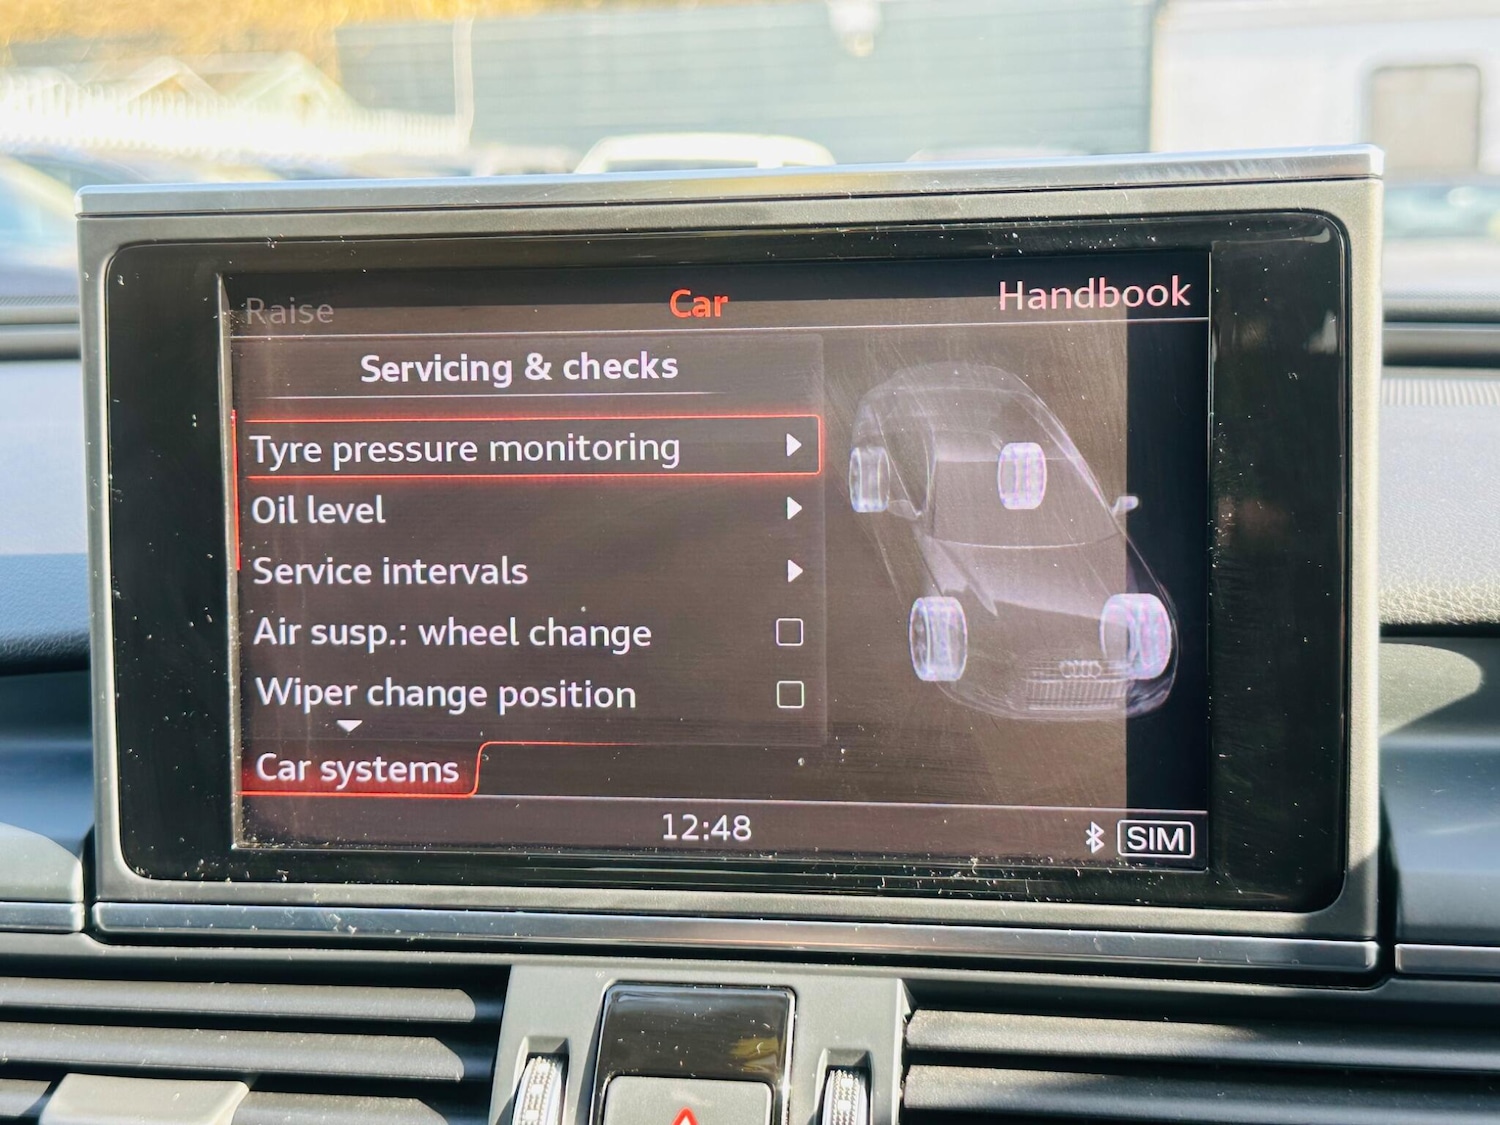 Raise
Car
Handbook
Servicing & checks
Tyre pressure monitoring
Oil level
Service intervals
Air susp.: wheel change
Wiper change position
Car systems
12:48
SIM